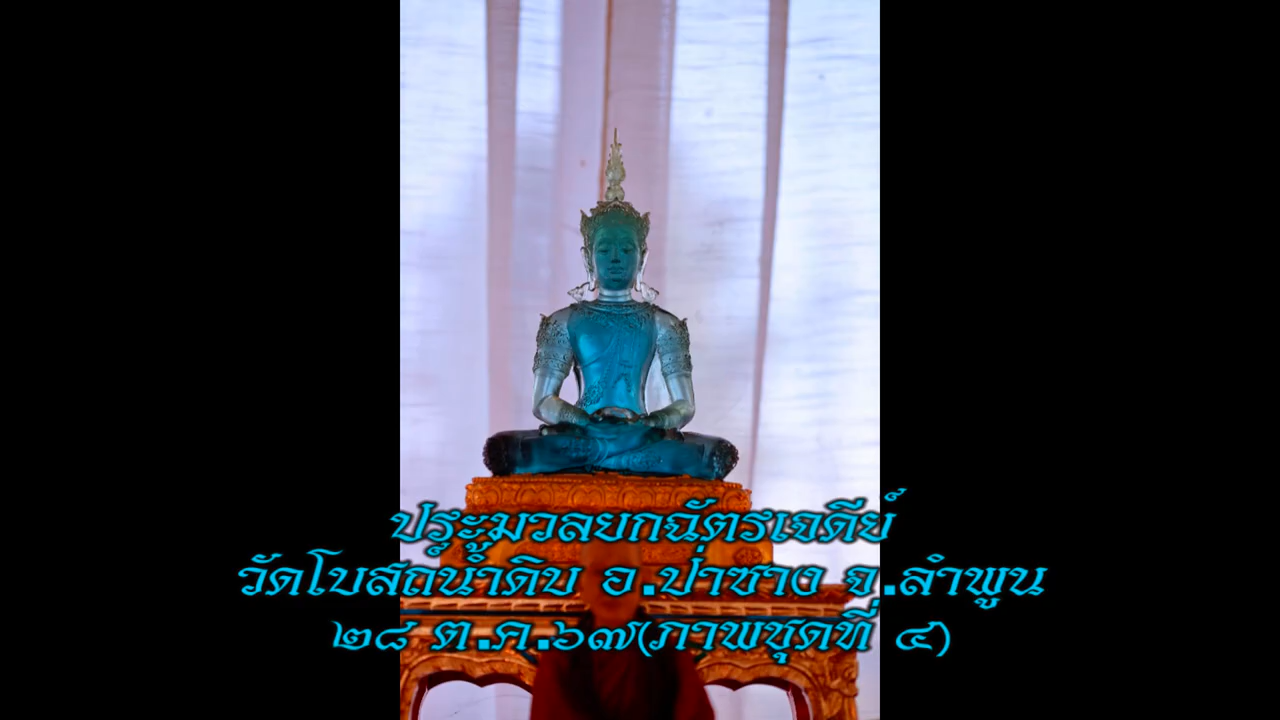 ประมูวลยกฉัตรเจดีย์
วัดโบสถน้ำดิบ อ.ป่าซาง จ.ลำพูน
๒๘ ต.ค.๖๗(ภาพชุดที่ ๔)